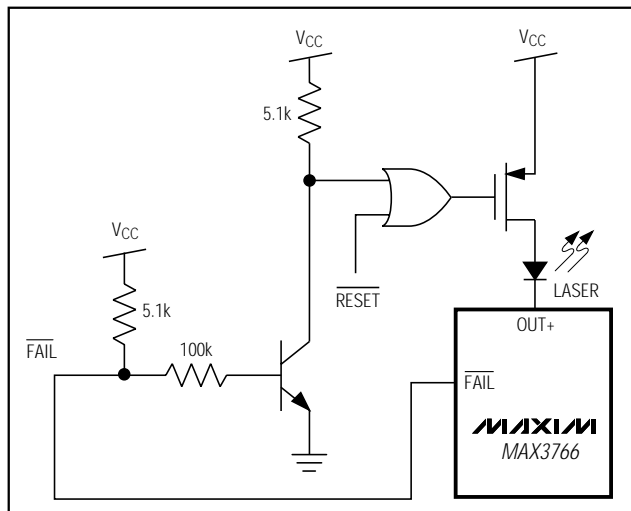 VCC
VCC
5.1k
VCC
5.1k
RESET
LASER
OUT+
FAIL
100k
FAIL
MAXIM
MAX3766